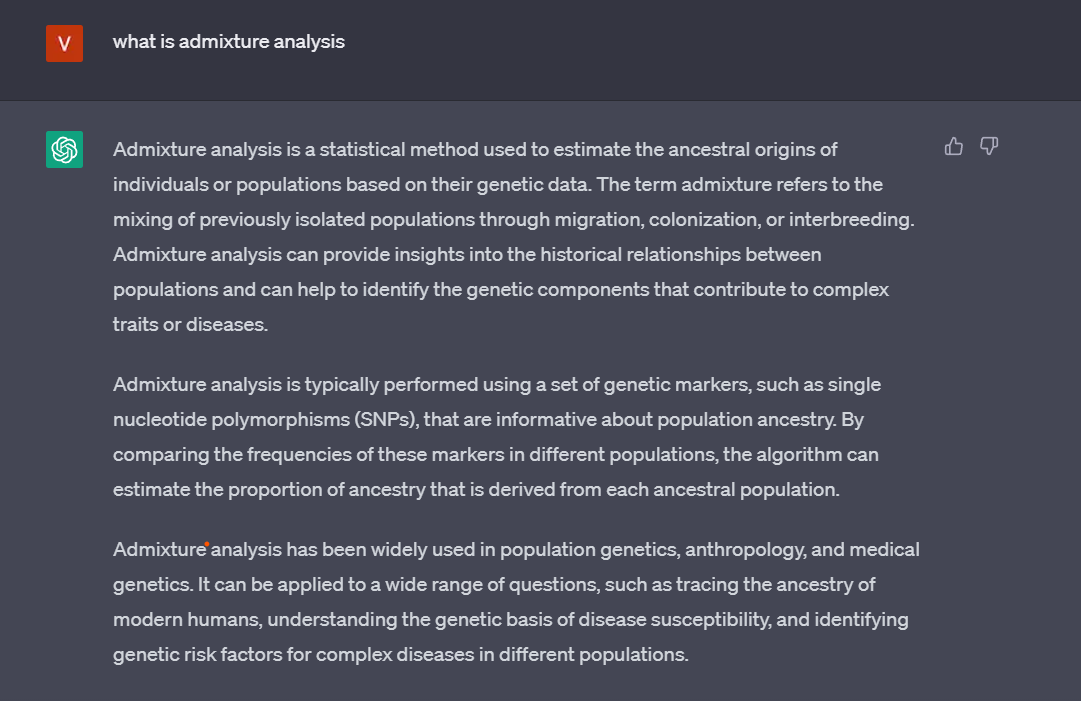 V
what is admixture analysis
Admixture analysis is a statistical method used to estimate the ancestral origins of
individuals or populations based on their genetic data. The term admixture refers to the
mixing of previously isolated populations through migration, colonization, or interbreeding.
Admixture analysis can provide insights into the historical relationships between
populations and can help to identify the genetic components that contribute to complex
traits or diseases.
Admixture analysis is typically performed using a set of genetic markers, such as single
nucleotide polymorphisms (SNPs), that are informative about population ancestry. By
comparing the frequencies of these markers in different populations, the algorithm can
estimate the proportion of ancestry that is derived from each ancestral population.
Admixture analysis has been widely used in population genetics, anthropology, and medical
genetics. It can be applied to a wide range of questions, such as tracing the ancestry of
modern humans, understanding the genetic basis of disease susceptibility, and identifying
genetic risk factors for complex diseases in different populations.